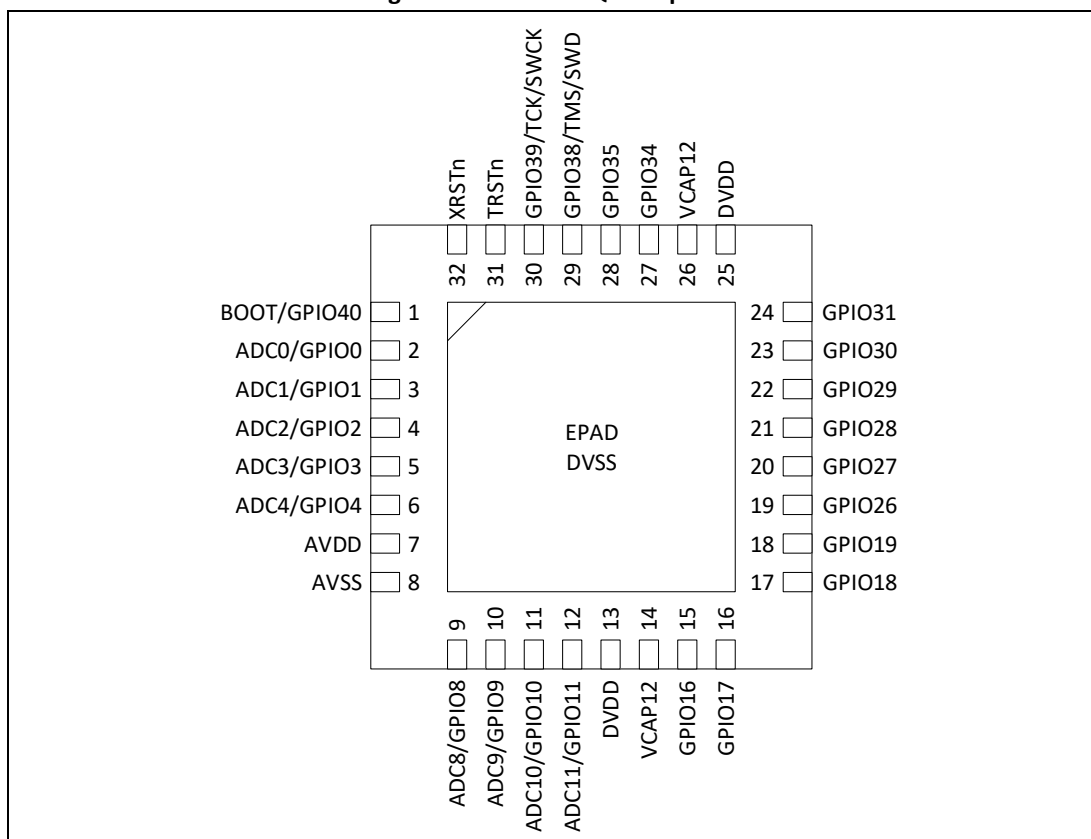 XRSTn
TRSTn
GPIO39/TCK/SWCK
GPIO38/TMS/SWD
GPIO35
GPIO34
VCAP12
DVDD
32
31
30
29
28
27
26
25
BOOT/GPIO40 1
ADC0/GPIO0 2
ADC1/GPIO1 3
ADC2/GPIO2 4
ADC3/GPIO3 5
ADC4/GPIO4 6
AVDD 7
AVSS 8
EPAD
DVSS
24 GPIO31
23 GPIO30
22 GPIO29
21 GPIO28
20 GPIO27
19 GPIO26
18 GPIO19
17 GPIO18
9
10
11
12
13
14
15
16
ADC8/GPIO8
ADC9/GPIO9
ADC10/GPIO10
ADC11/GPIO11
DVDD
VCAP12
GPIO16
GPIO17